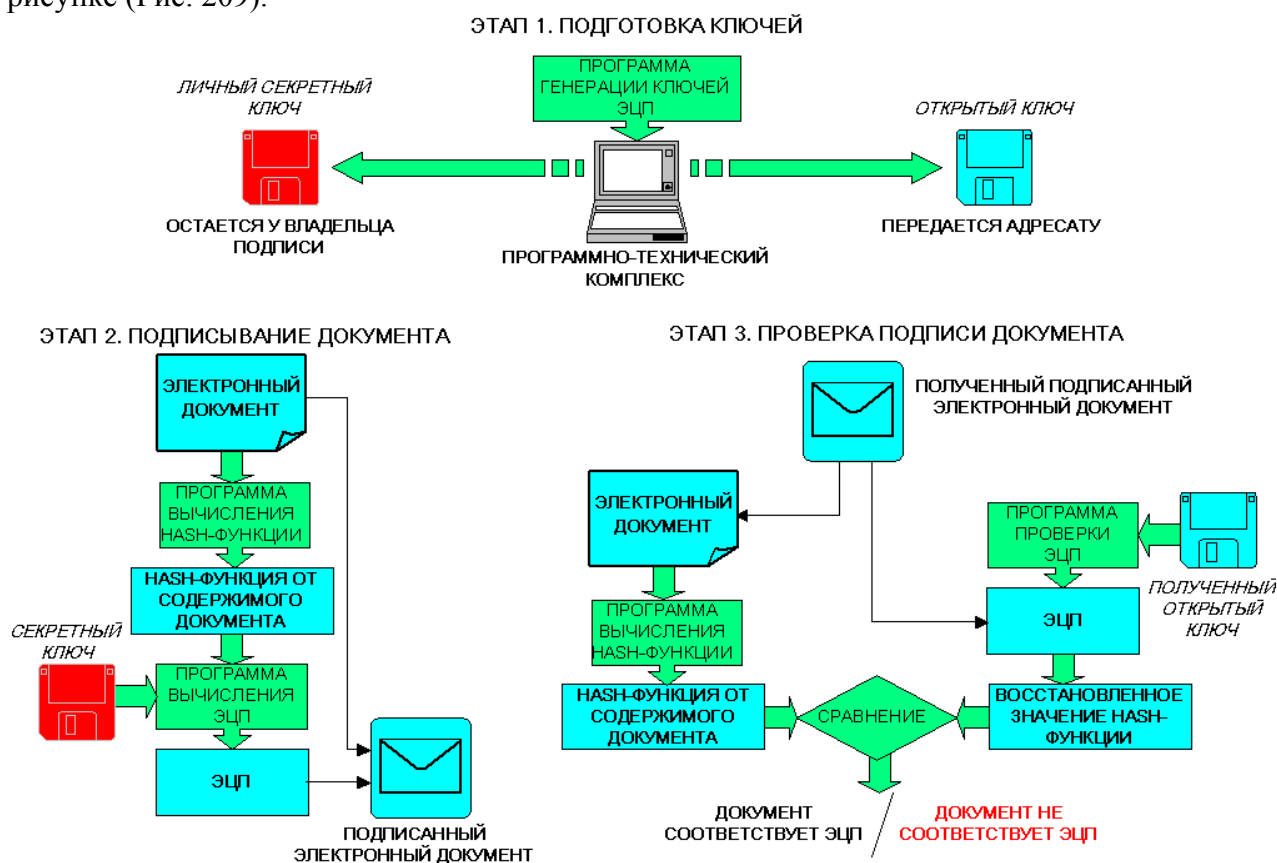 рисунке (Рис. 209).
ЭТАП 1. ПОДГОТОВКА КЛЮЧЕЙ
ПРОГРАММА
ГЕНЕРАЦИИ КЛЮЧЕЙ
ЭЦП
ЛИЧНЫЙ СЕКРЕТНЫЙ
КЛЮЧ
ОТКРЫТЫЙ КЛЮЧ
ОСТАЕТСЯ У ВЛАДЕЛЬЦА
ПОДПИСИ
ПЕРЕДАЕТСЯ АДРЕСАТУ
ПРОГРАММНО-ТЕХНИЧЕСКИЙ
КОМПЛЕКС
ЭТАП 2. ПОДПИСЫВАНИЕ ДОКУМЕНТА
ЭЛЕКТРОННЫЙ
ДОКУМЕНТ
ПРОГРАММА
ВЫЧИСЛЕНИЯ
HASH-ФУНКЦИИ
HASH-ФУНКЦИЯ ОТ
СОДЕРЖИМОГО
ДОКУМЕНТА
СЕКРЕТНЫЙ
КЛЮЧ
ПРОГРАММА
ВЫЧИСЛЕНИЯ
ЭЦП
ЭЦП
ПОДПИСАННЫЙ
ЭЛЕКТРОННЫЙ ДОКУМЕНТ
ЭТАП 3. ПРОВЕРКА ПОДПИСИ ДОКУМЕНТА
ПОЛУЧЕННЫЙ ПОДПИСАННЫЙ
ЭЛЕКТРОННЫЙ ДОКУМЕНТ
ЭЛЕКТРОННЫЙ
ДОКУМЕНТ
ПРОГРАММА
ПРОВЕРКИ
ЭЦП
ПОЛУЧЕННЫЙ
ОТКРЫТЫЙ
КЛЮЧ
ПРОГРАММА
ВЫЧИСЛЕНИЯ
HASH-ФУНКЦИИ
ЭЦП
HASH-ФУНКЦИЯ ОТ
СОДЕРЖИМОГО
ДОКУМЕНТА
СРАВНЕНИЕ
ВОССТАНОВЛЕННОЕ
ЗНАЧЕНИЕ HASH-
ФУНКЦИИ
ДОКУМЕНТ
СООТВЕТСТВУЕТ ЭЦП
ДОКУМЕНТ НЕ
СООТВЕТСТВУЕТ ЭЦП